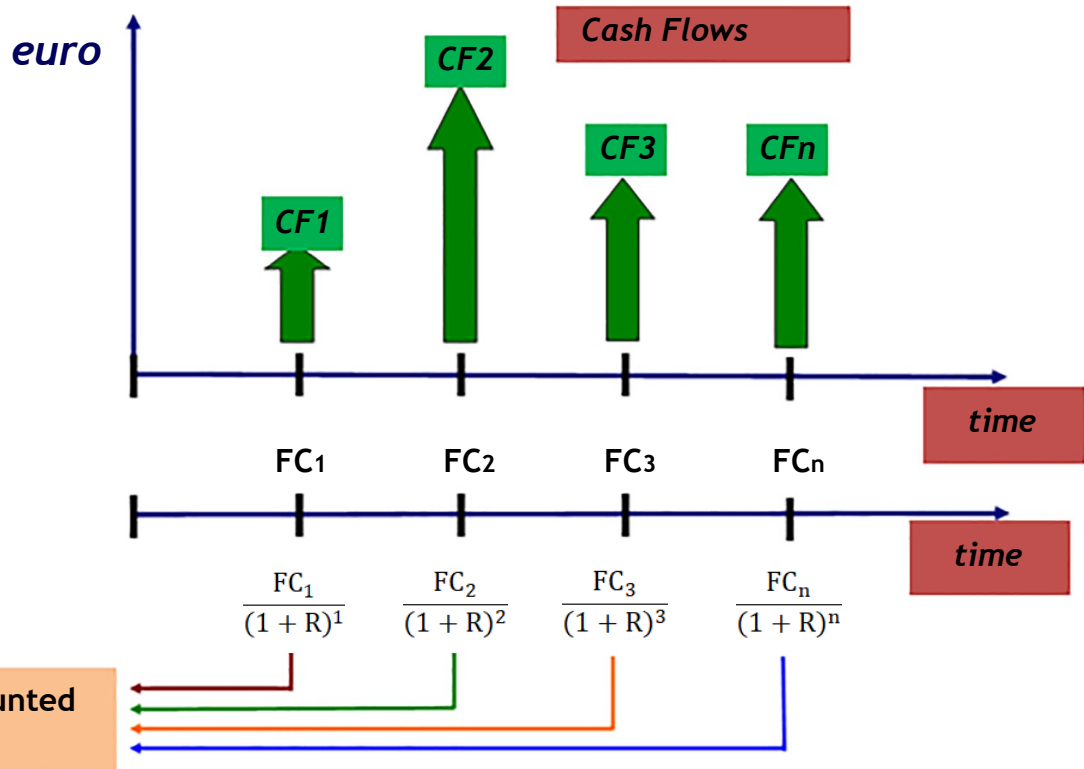 Cash Flows
euro
CF2
CF3
CFn
CF1
time
FC₁ FC₂ FC₃ FCn
time
FC₁/(1 + R)¹ FC₂/(1 + R)² FC₃/(1 + R)³ FCₙ/(1 + R)ⁿ
unted